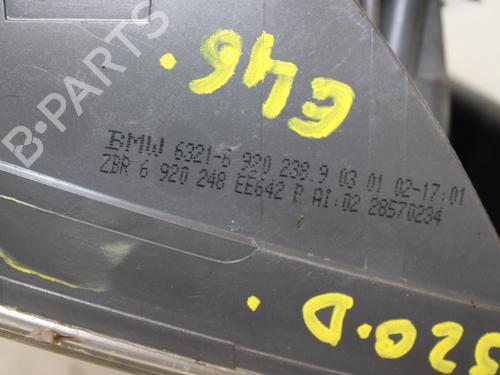 B-PARTS
E46.
BMW 6321-6 920 238.9 03 01 02-17:01
ZBR 6 920 248 EE642 P AI:02 28570234
320.D